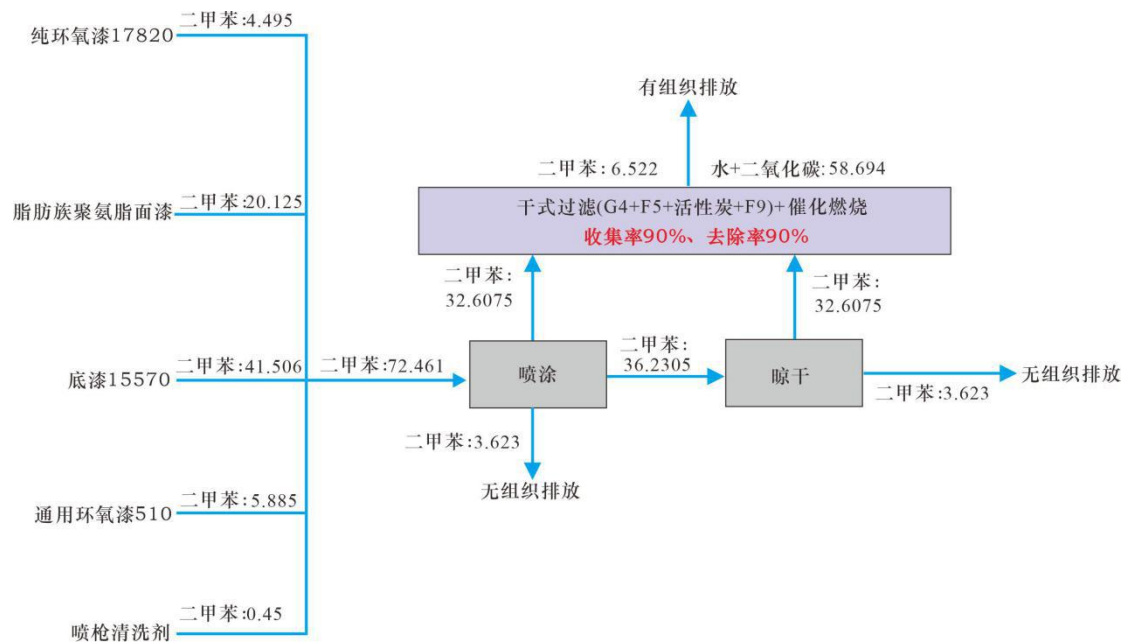 二甲苯:4.495
纯环氧漆17820
有组织排放
二甲苯:6.522
水+二氧化碳:58.694
二甲苯:20.125
脂肪族聚氨脂面漆
干式过滤(G4+F5+活性炭+F9)+催化燃烧
收集率90%、去除率90%
二甲苯:
32.6075
二甲苯:
32.6075
二甲苯:41.506
底漆15570
二甲苯:72.461
喷涂
二甲苯:
36.2305
晾干
无组织排放
二甲苯:3.623
二甲苯:3.623
无组织排放
二甲苯:5.885
通用环氧漆510
二甲苯:0.45
喷枪清洗剂